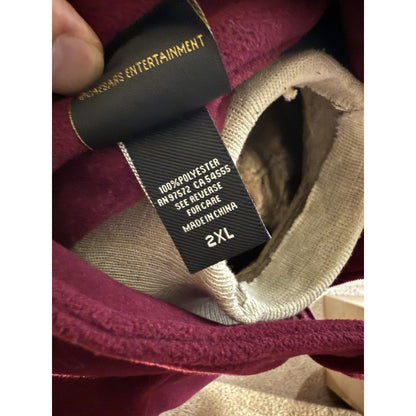 ©CAESARS ENTERTAINMENT
100%POLYESTER
RN97572 CA54555
SEE REVERSE
FOR CARE
MADE IN CHINA
2XL